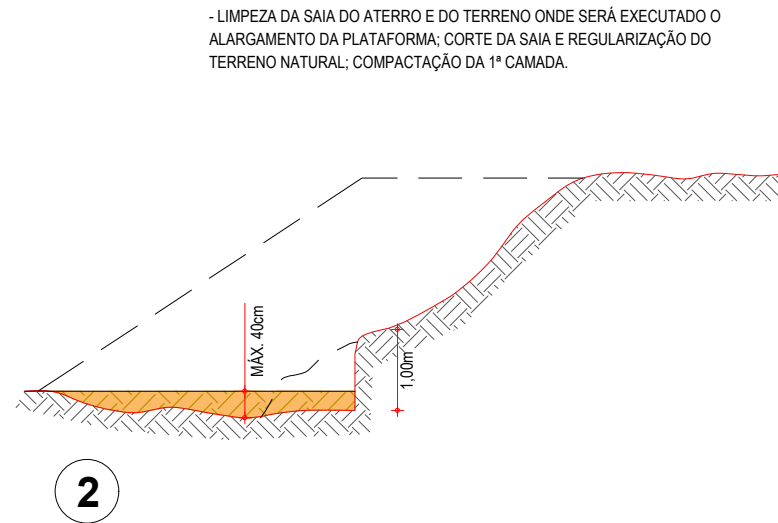 - LIMPEZA DA SAIA DO ATERRO E DO TERRENO ONDE SERÁ EXECUTADO O
ALARGAMENTO DA PLATAFORMA; CORTE DA SAIA E REGULARIZAÇÃO DO
TERRENO NATURAL; COMPACTAÇÃO DA 1ª CAMADA.
MÁX. 40cm
1,00m
2